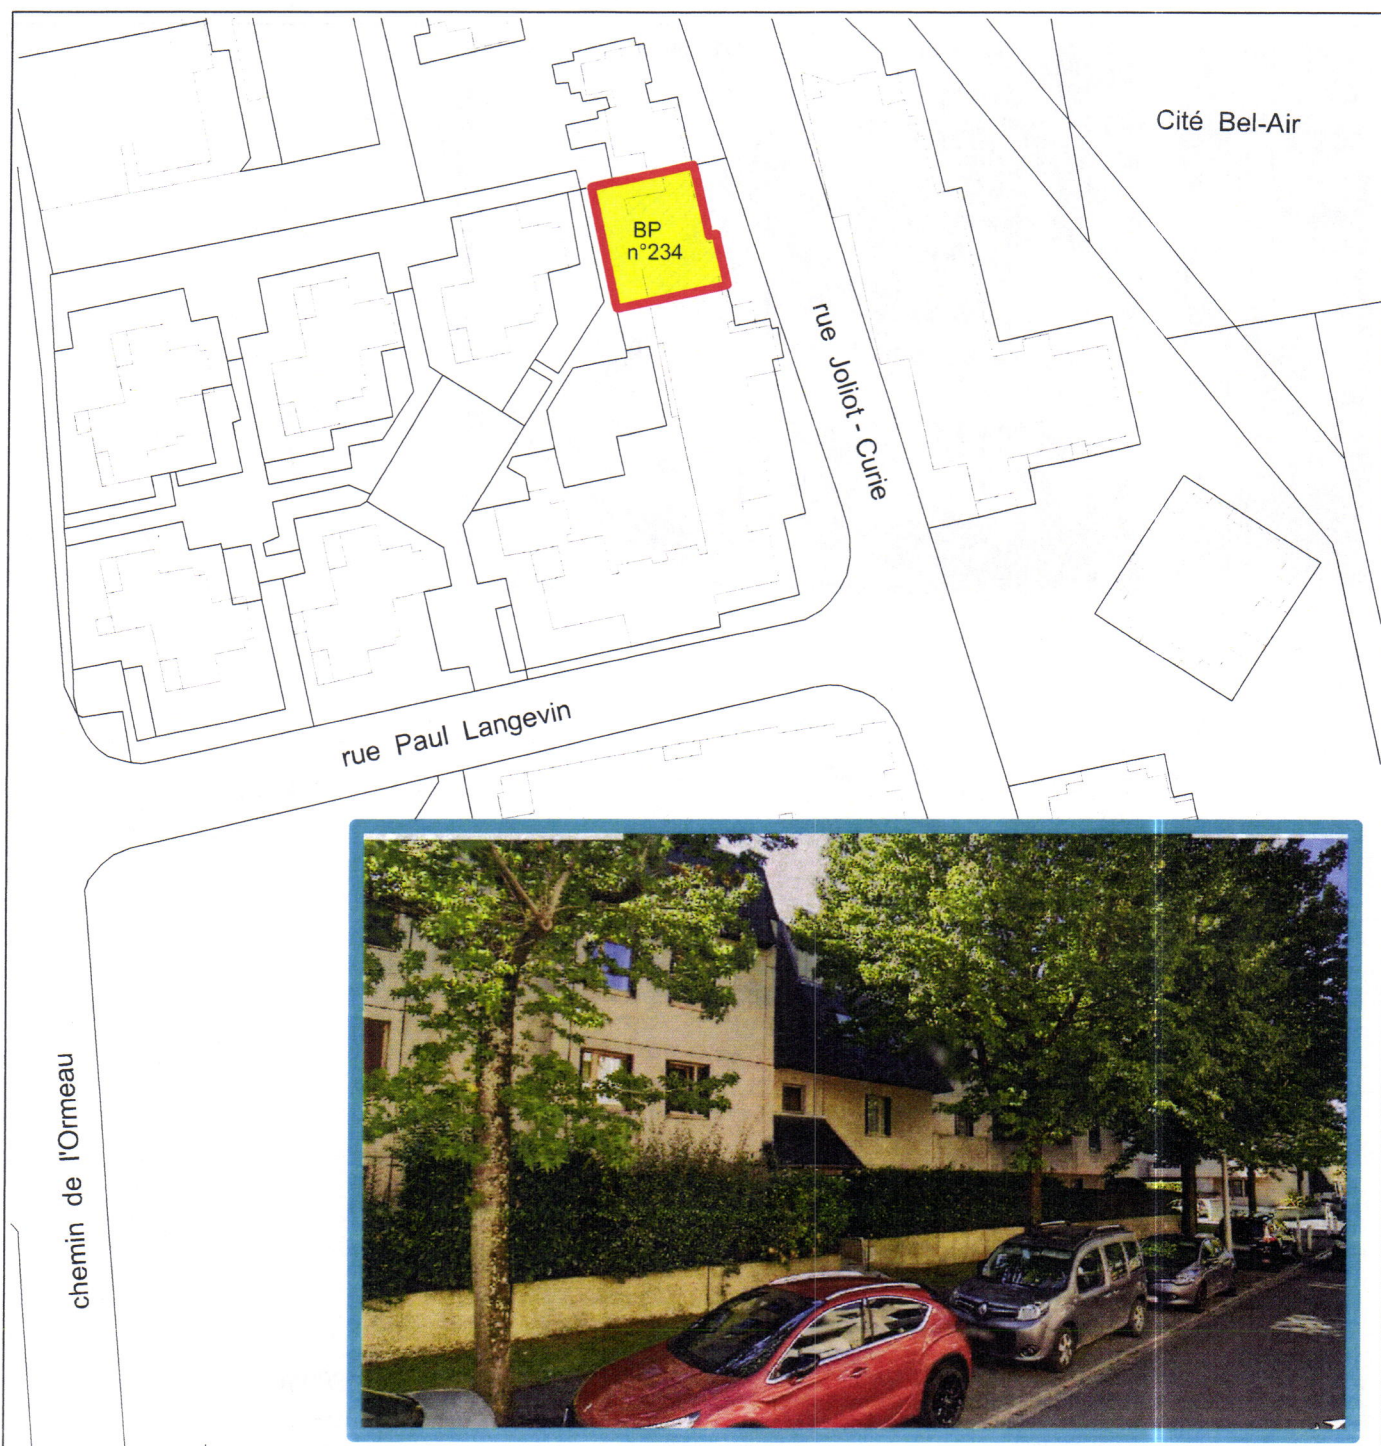 Cité Bel-Air
BP
n°234
rue Joliot - Curie
rue Paul Langevin
chemin de l'Ormeau